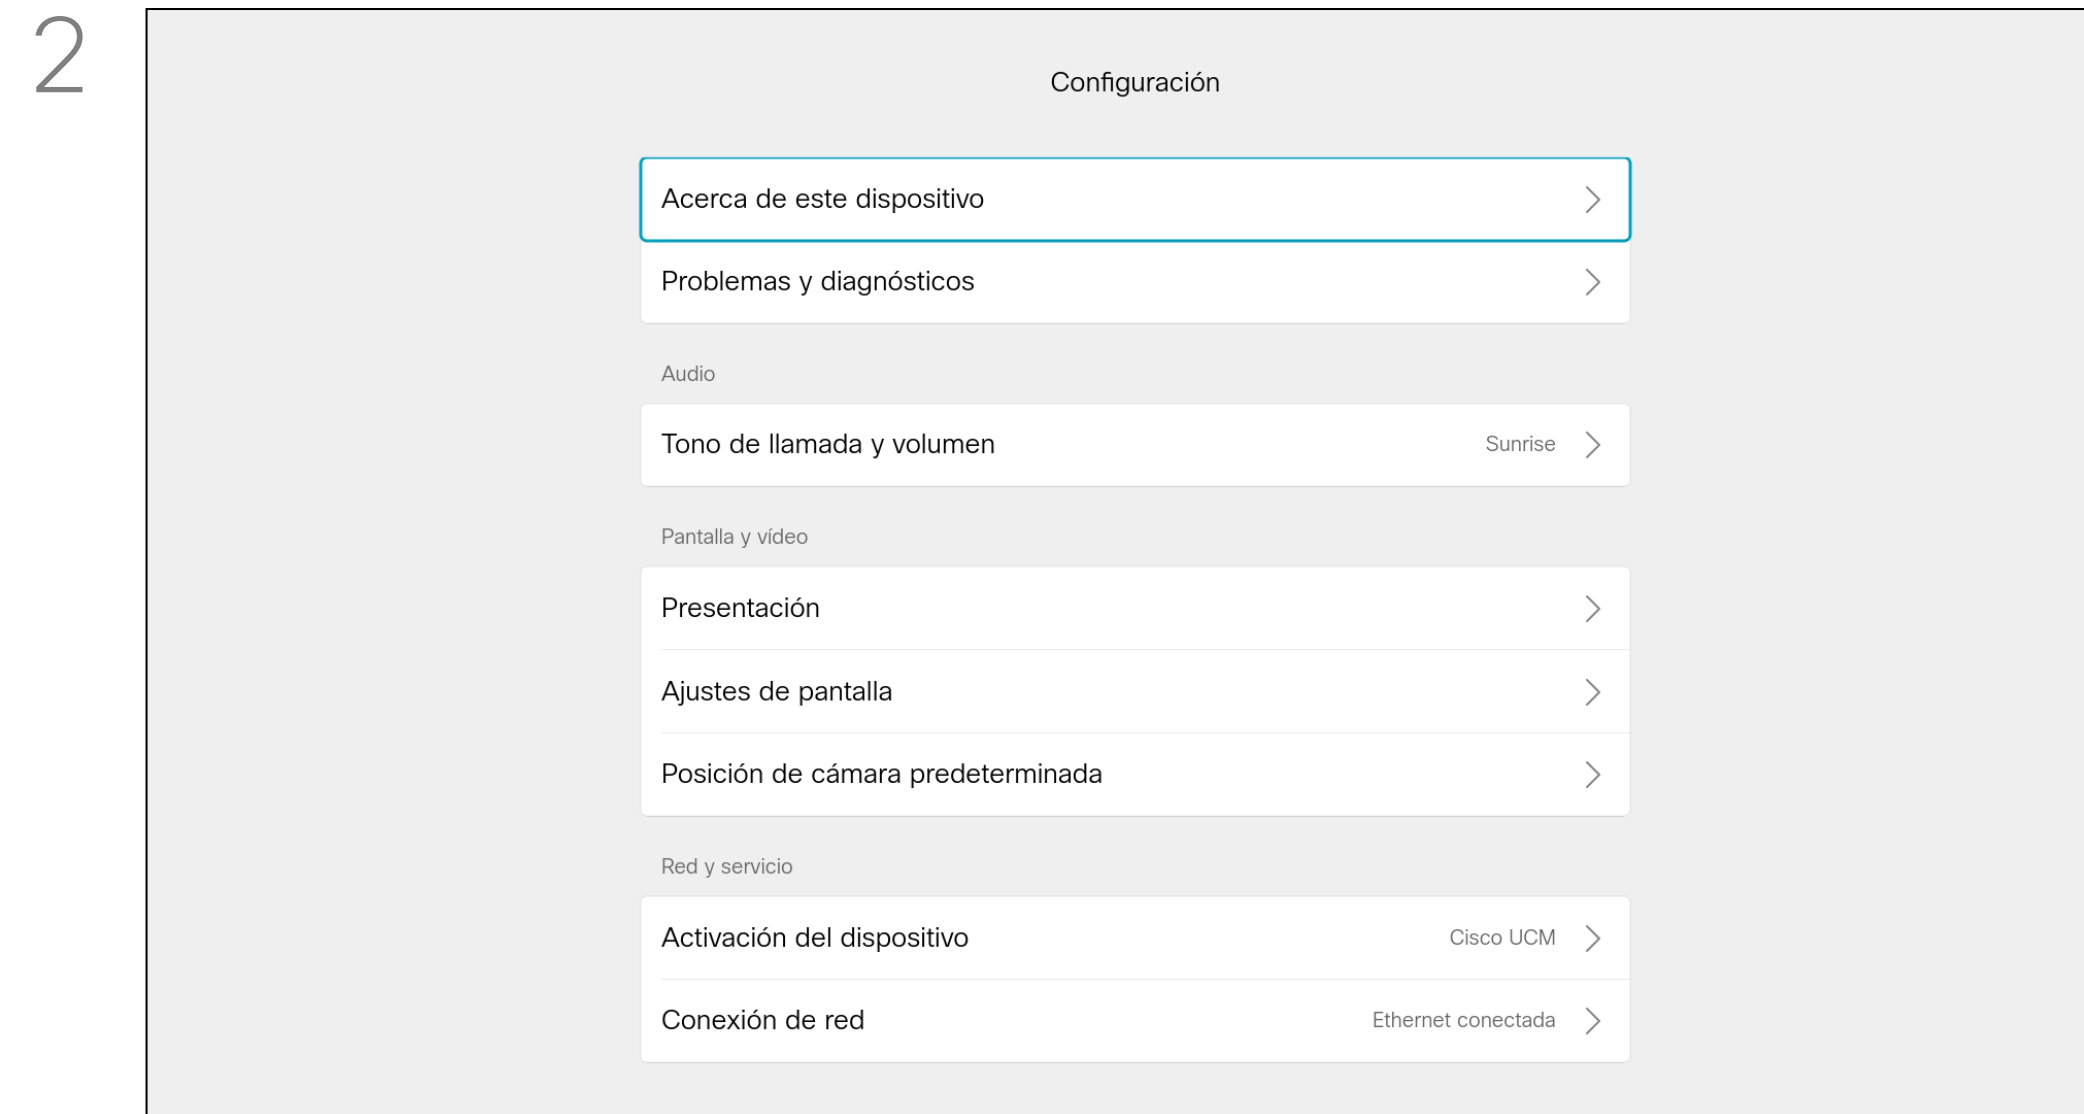 2
Configuración
Acerca de este dispositivo
Problemas y diagnósticos
Audio
Tono de llamada y volumen Sunrise
Pantalla y vídeo
Presentación
Ajustes de pantalla
Posición de cámara predeterminada
Red y servicio
Activación del dispositivo Cisco UCM
Conexión de red Ethernet conectada